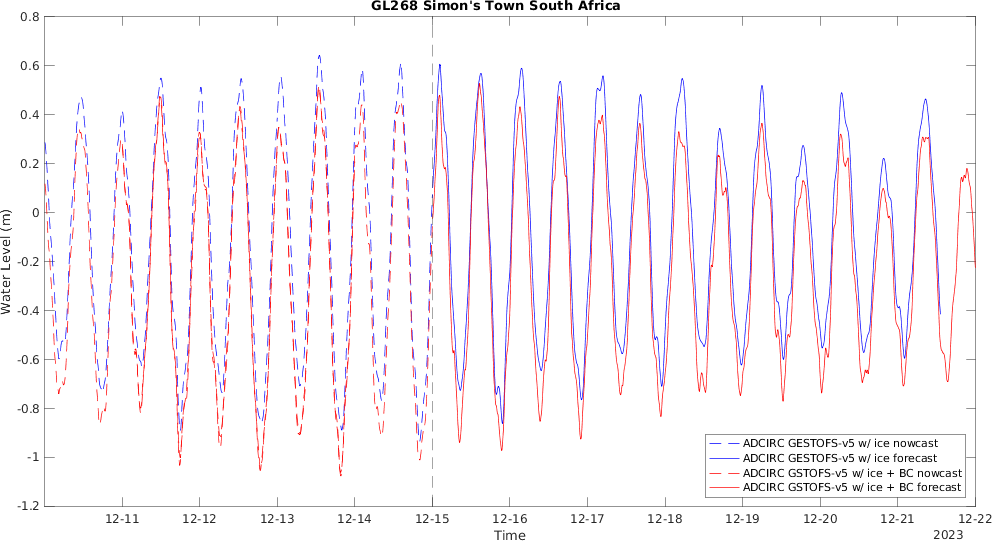 GL268 Simon's Town South Africa
Water Level (m)
0.8
0.6
0.4
0.2
0
-0.2
-0.4
-0.6
-0.8
-1
-1.2
ADCIRC GESTOFS-v5 w/ ice nowcast
ADCIRC GESTOFS-v5 w/ ice forecast
ADCIRC GSTOFS-v5 w/ ice + BC nowcast
ADCIRC GSTOFS-v5 w/ ice + BC forecast
12-11 12-12 12-13 12-14 12-15 12-16 12-17 12-18 12-19 12-20 12-21 12-22
Time
2023